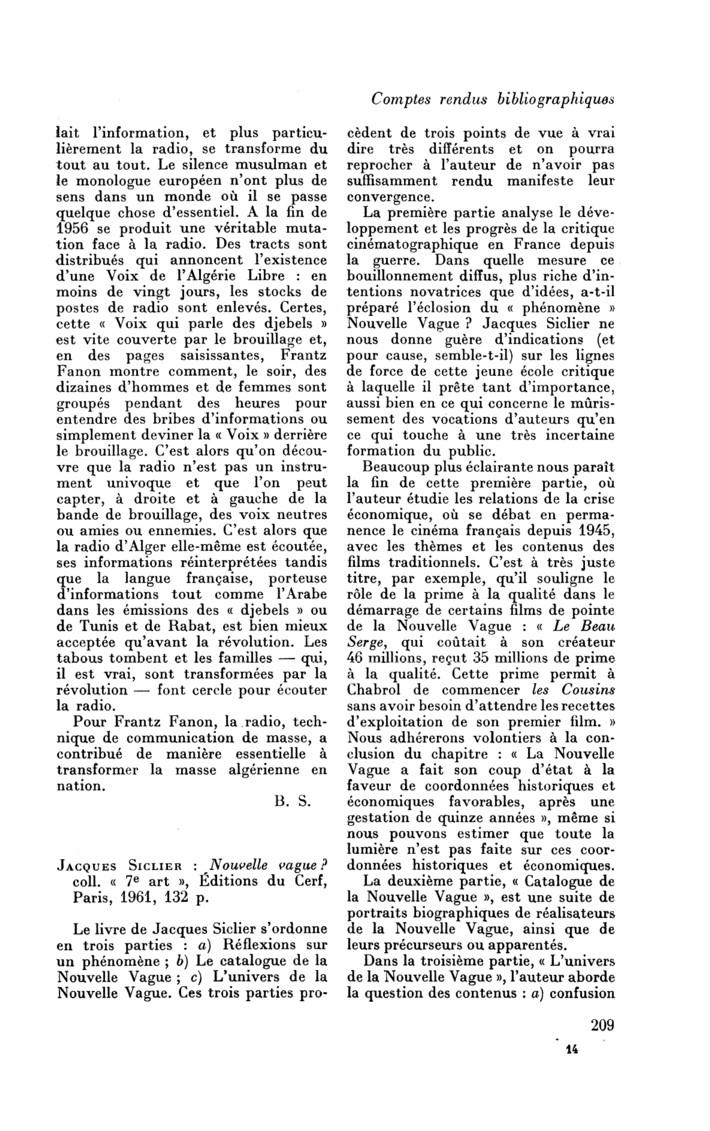 Comptes rendus bibliographiques
lait l'information, et plus particu-
lièrement la radio, se transforme du
tout au tout. Le silence musulman et
le monologue européen n'ont plus de
sens dans un monde où il se passe
quelque chose d'essentiel. A la fin de
1956 se produit une véritable muta-
tion face à la radio. Des tracts sont
distribués qui annoncent l'existence
d'une Voix de l'Algérie Libre : en
moins de vingt jours, les stocks de
postes de radio sont enlevés. Certes,
cette « Voix qui parle des djebels »
est vite couverte par le brouillage et,
en des pages saisissantes, Frantz
Fanon montre comment, le soir, des
dizaines d'hommes et de femmes sont
groupés pendant des heures pour
entendre des bribes d'informations ou
simplement deviner la « Voix » derrière
le brouillage. C'est alors qu'on décou-
vre que la radio n'est pas un instru-
ment univoque et que l'on peut
capter, à droite et à gauche de la
bande de brouillage, des voix neutres
ou amies ou ennemies. C'est alors que
la radio d'Alger elle-même est écoutée,
ses informations réinterprétées tandis
que la langue française, porteuse
d'informations tout comme l'Arabe
dans les émissions des « djebels » ou
de Tunis et de Rabat, est bien mieux
acceptée qu'avant la révolution. Les
tabous tombent et les familles — qui,
il est vrai, sont transformées par la
révolution — font cercle pour écouter
la radio.
Pour Frantz Fanon, la radio, tech-
nique de communication de masse, a
contribué de manière essentielle à
transformer la masse algérienne en
nation.
B. S.
JACQUES SICLIER : Nouvelle vague ?
coll. « 7e art », Éditions du Cerf,
Paris, 1961, 132 p.
Le livre de Jacques Siclier s'ordonne
en trois parties : a) Réflexions sur
un phénomène ; b) Le catalogue de la
Nouvelle Vague ; c) L'univers de la
Nouvelle Vague. Ces trois parties pro-
cèdent de trois points de vue à vrai
dire très différents et on pourra
reprocher à l'auteur de n'avoir pas
suffisamment rendu manifeste leur
convergence.
La première partie analyse le déve-
loppement et les progrès de la critique
cinématographique en France depuis
la guerre. Dans quelle mesure ce
bouillonnement diffus, plus riche d'in-
tentions novatrices que d'idées, a-t-il
préparé l'éclosion du « phénomène »
Nouvelle Vague ? Jacques Siclier ne
nous donne guère d'indications (et
pour cause, semble-t-il) sur les lignes
de force de cette jeune école critique
à laquelle il prête tant d'importance,
aussi bien en ce qui concerne le mûris-
sement des vocations d'auteurs qu'en
ce qui touche à une très incertaine
formation du public.
Beaucoup plus éclairante nous paraît
la fin de cette première partie, où
l'auteur étudie les relations de la crise
économique, où se débat en perma-
nence le cinéma français depuis 1945,
avec les thèmes et les contenus des
films traditionnels. C'est à très juste
titre, par exemple, qu'il souligne le
rôle de la prime à la qualité dans le
démarrage de certains films de pointe
de la Nouvelle Vague : « Le Beau
Serge, qui coûtait à son créateur
46 millions, reçut 35 millions de prime
à la qualité. Cette prime permit à
Chabrol de commencer les Cousins
sans avoir besoin d'attendre les recettes
d'exploitation de son premier film. »
Nous adhérerons volontiers à la con-
clusion du chapitre : « La Nouvelle
Vague a fait son coup d'état à la
faveur de coordonnées historiques et
économiques favorables, après une
gestation de quinze années », même si
nous pouvons estimer que toute la
lumière n'est pas faite sur ces coor-
données historiques et économiques.
La deuxième partie, « Catalogue de
la Nouvelle Vague », est une suite de
portraits biographiques de réalisateurs
de la Nouvelle Vague, ainsi que de
leurs précurseurs ou apparentés.
Dans la troisième partie, « L'univers
de la Nouvelle Vague », l'auteur aborde
la question des contenus : a) confusion
209
14